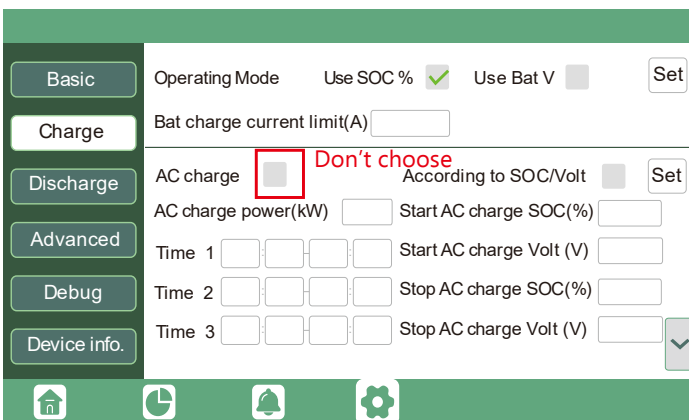 Basic
Operating Mode Use SOC % Use Bat V Set
Charge
Bat charge current limit(A)
Don't choose
Discharge
AC charge According to SOC/Volt Set
AC charge power(kW) Start AC charge SOC(%)
Advanced
Time 1 : - : Start AC charge Volt (V)
Debug
Time 2 : - : Stop AC charge SOC(%)
Device info.
Time 3 : - : Stop AC charge Volt (V)